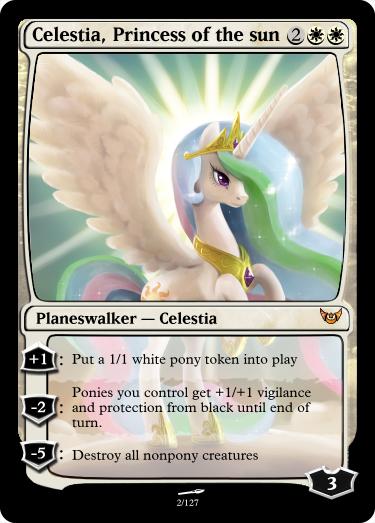 Celestia, Princess of the sun 2
Planeswalker — Celestia
+1: Put a 1/1 white pony token into play
Ponies you control get +1/+1 vigilance
-2: and protection from black until end of
turn.
-5: Destroy all nonpony creatures
3
2/127